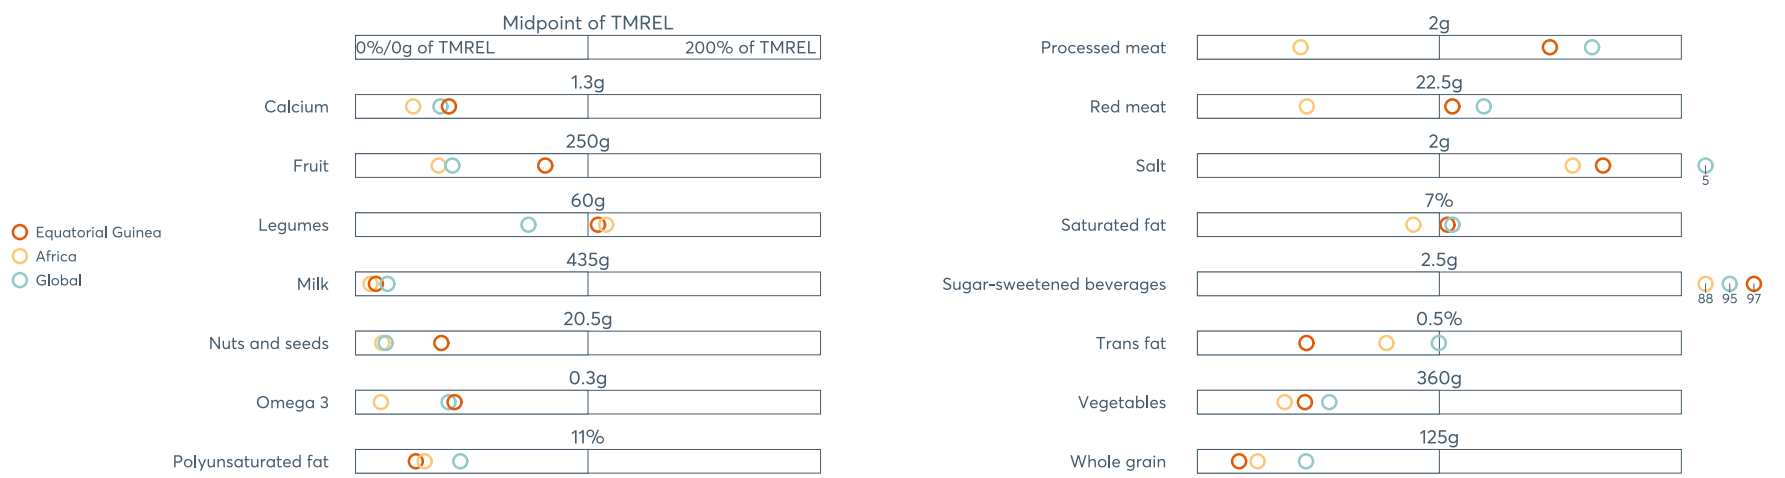 Midpoint of TMREL
0%/0g of TMREL 200% of TMREL
1.3g
Calcium
250g
Fruit
60g
Legumes
435g
Milk
20.5g
Nuts and seeds
0.3g
Omega 3
11%
Polyunsaturated fat
Equatorial Guinea
Africa
Global
2g
Processed meat
22.5g
Red meat
2g
Salt
5
7%
Saturated fat
2.5g
Sugar-sweetened beverages
88 95 97
0.5%
Trans fat
360g
Vegetables
125g
Whole grain